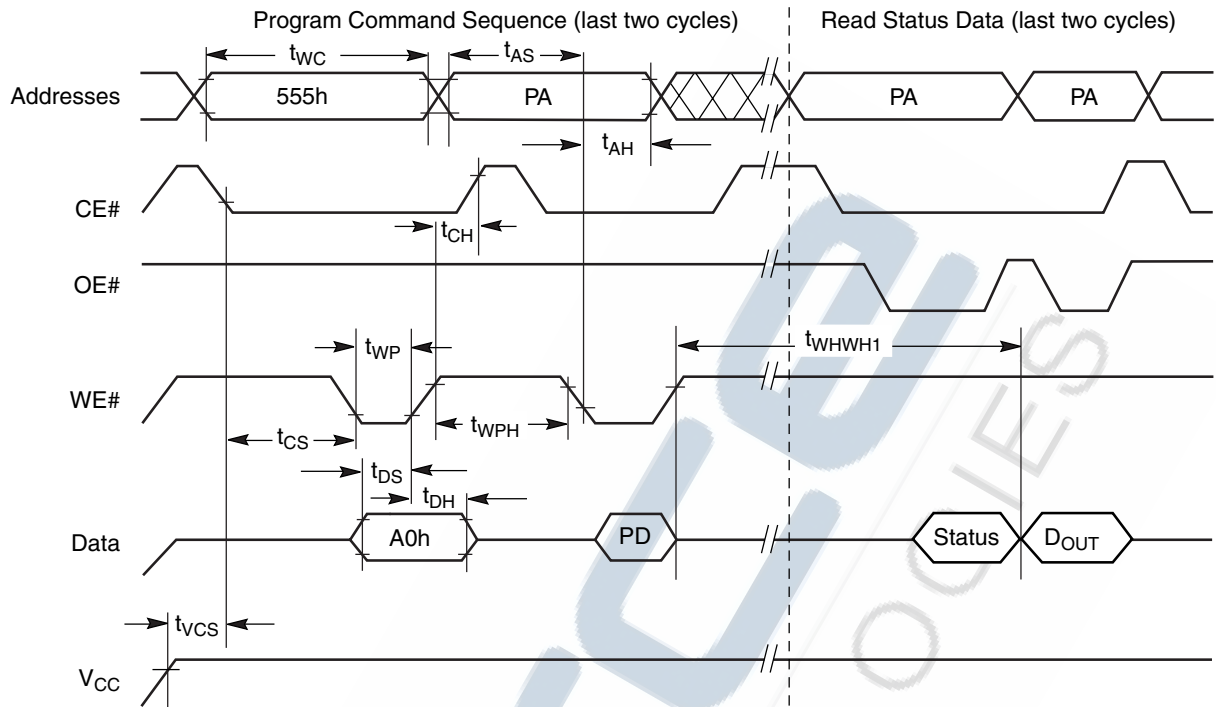 Program Command Sequence (last two cycles)
Read Status Data (last two cycles)
tWC
tAS
Addresses
555h
PA
PA
PA
tAH
CE#
tCH
OE#
tWP
tWHWH1
WE#
tCS
tWPH
tDS
tDH
Data
A0h
PD
Status
DOUT
tVCS
VCC
OGIES